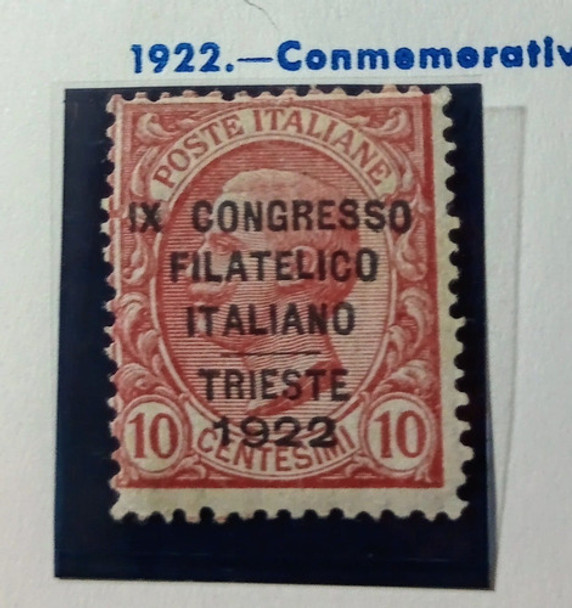 1922.—Conmemorativ
POSTE ITALIANE
IX CONGRESSO
FILATELICO
ITALIANO
TRIESTE
1922
10 CENTESIMI 10